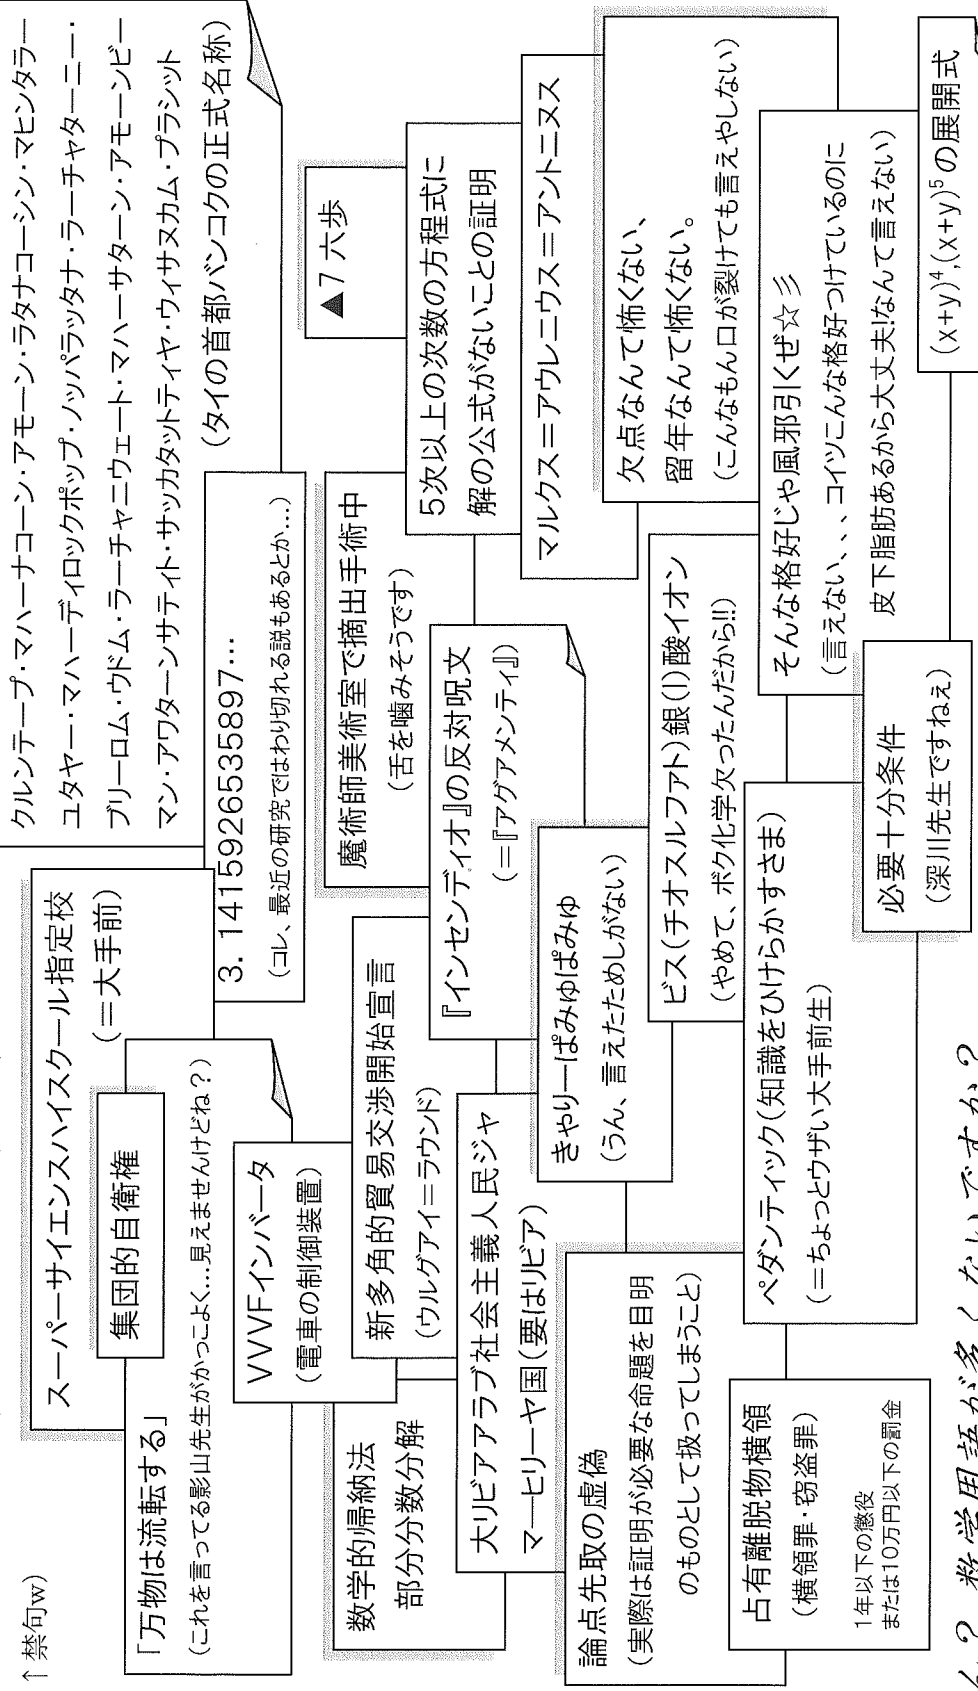 ↑ 禁句w)
スーパーサイエンスハイスクール指定校
(=大手前)
集団的自衛権
「万物は流転する」
(これを言ってる影山先生がかっこよく…見えませんけどね？)
クルンテープ・マハーナコーン・アモーン・ラタナコーシン・マヒンタラー
ユタヤー・マハーディロックポップ・ノッパラッタナ・ラーチャターニー・
ブリーロム・ウドム・ラーチャニウェート・マハーサターン・アモーンピー
マン・アワターンサティト・サッカタットティヤ・ウィサヌカム・プラシット
(タイの首都バンコクの正式名称)
3. 1415926535897…
(コレ、最近の研究ではわり切れる説もあるとか…)
VVVFインバータ
(電車の制御装置)
▲7 六歩
魔術師美術室で摘出手術中
(舌を噛みそうです)
数学的帰納法
部分分数分解
新多角的貿易交渉開始宣言
(ウルグアイ=ラウンド)
『インセンディオ』の反対呪文
(=『アグアメンティ』)
5次以上の次数の方程式に
解の公式がないことの証明
大リビアアラブ社会主義人民ジャ
マーヒリーヤ国(要はリビア)
マルクス=アウレニウス=アントニヌス
きゃりーぱみゅぱみゅ
(うん、言えたためしがない)
論点先取の虚偽
(実際は証明が必要な命題を自明
のものとして扱ってしまうこと)
欠点なんて怖くない、
留年なんて怖くない。
(こんなもん口が裂けても言えやしない)
ビス(チオスルファト)銀(I)酸イオン
(やめて、ボク化学欠ったんだから!!)
占有離脱物横領
(横領罪・窃盗罪)
1年以下の懲役
または10万円以下の罰金
ペダンティック(知識をひけらかすさま)
(=ちょっとウザい大手前生)
そんな格好じゃ風邪引くぜ☆彡
(言えない、、、コイツこんな格好つけているのに
皮下脂肪あるから大丈夫!なんて言えない)
必要十分条件
(深川先生ですねぇ)
(x+y)⁴,(x+y)⁵の展開式
ん？ 数学用語が多くないですか？